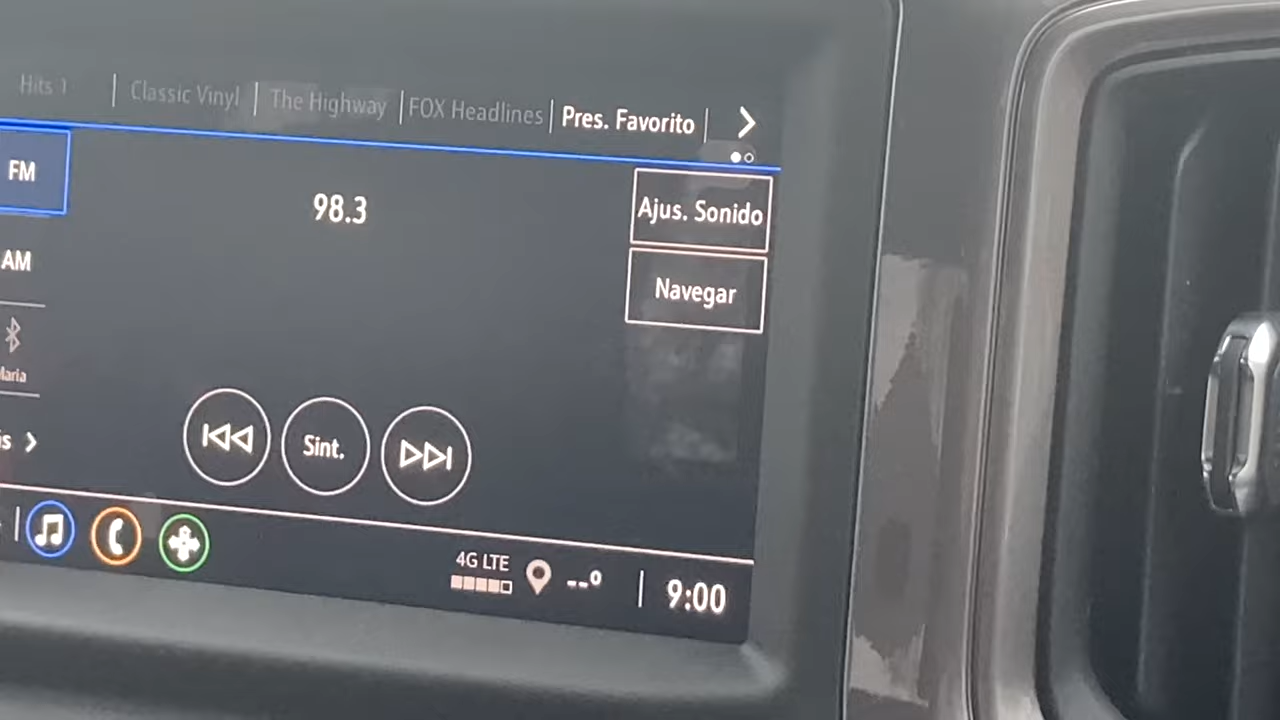 Hits 1 | Classic Vinyl | The Highway | FOX Headlines | Pres. Favorito
FM
98.3
Ajus. Sonido
AM
Navegar
Sint.
4G LTE
--°
9:00